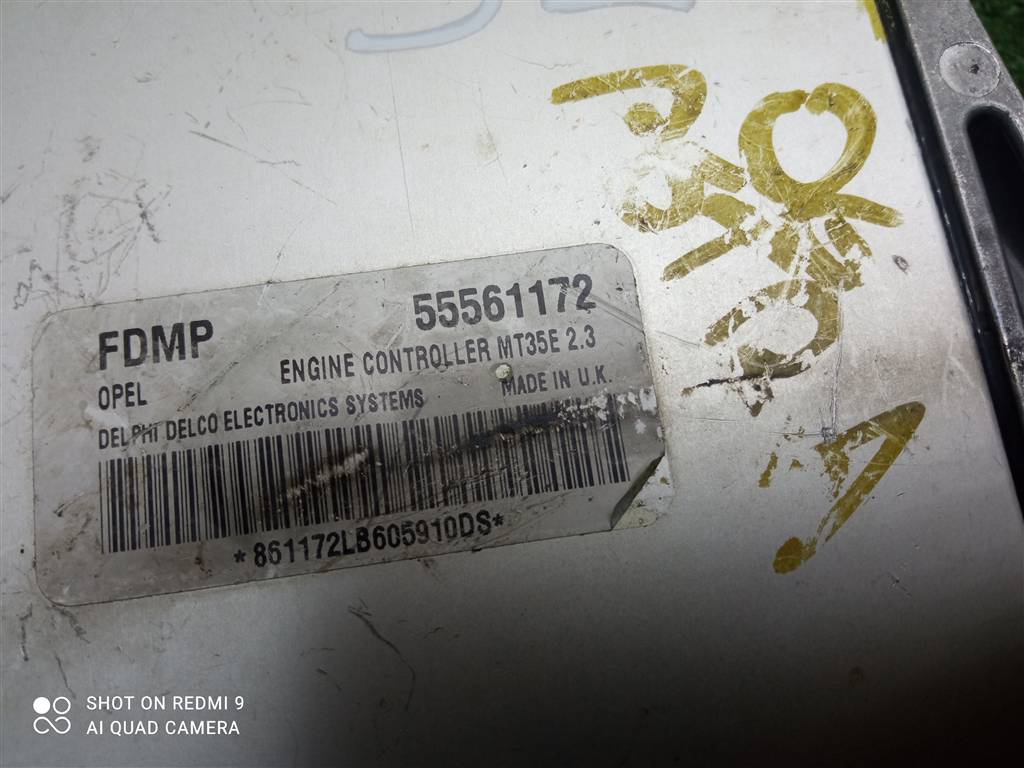 FDMP 55561172
OPEL ENGINE CONTROLLER MT35E 2.3
DELPHI DELCO ELECTRONICS SYSTEMS MADE IN U.K.
*861172LB605910DS*
SHOT ON REDMI 9
AI QUAD CAMERA